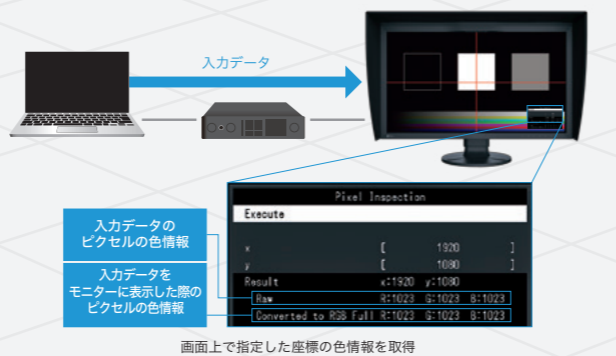 入力データ
Pixel Inspection
Execute
x [ 1920 ]
y [ 1080 ]
Result x:1920 y:1080
Raw R:1023 G:1023 B:1023
Converted to RGB Full R:1023 G:1023 B:1023
入力データの
ピクセルの色情報
入力データを
モニターに表示した際の
ピクセルの色情報
画面上で指定した座標の色情報を取得